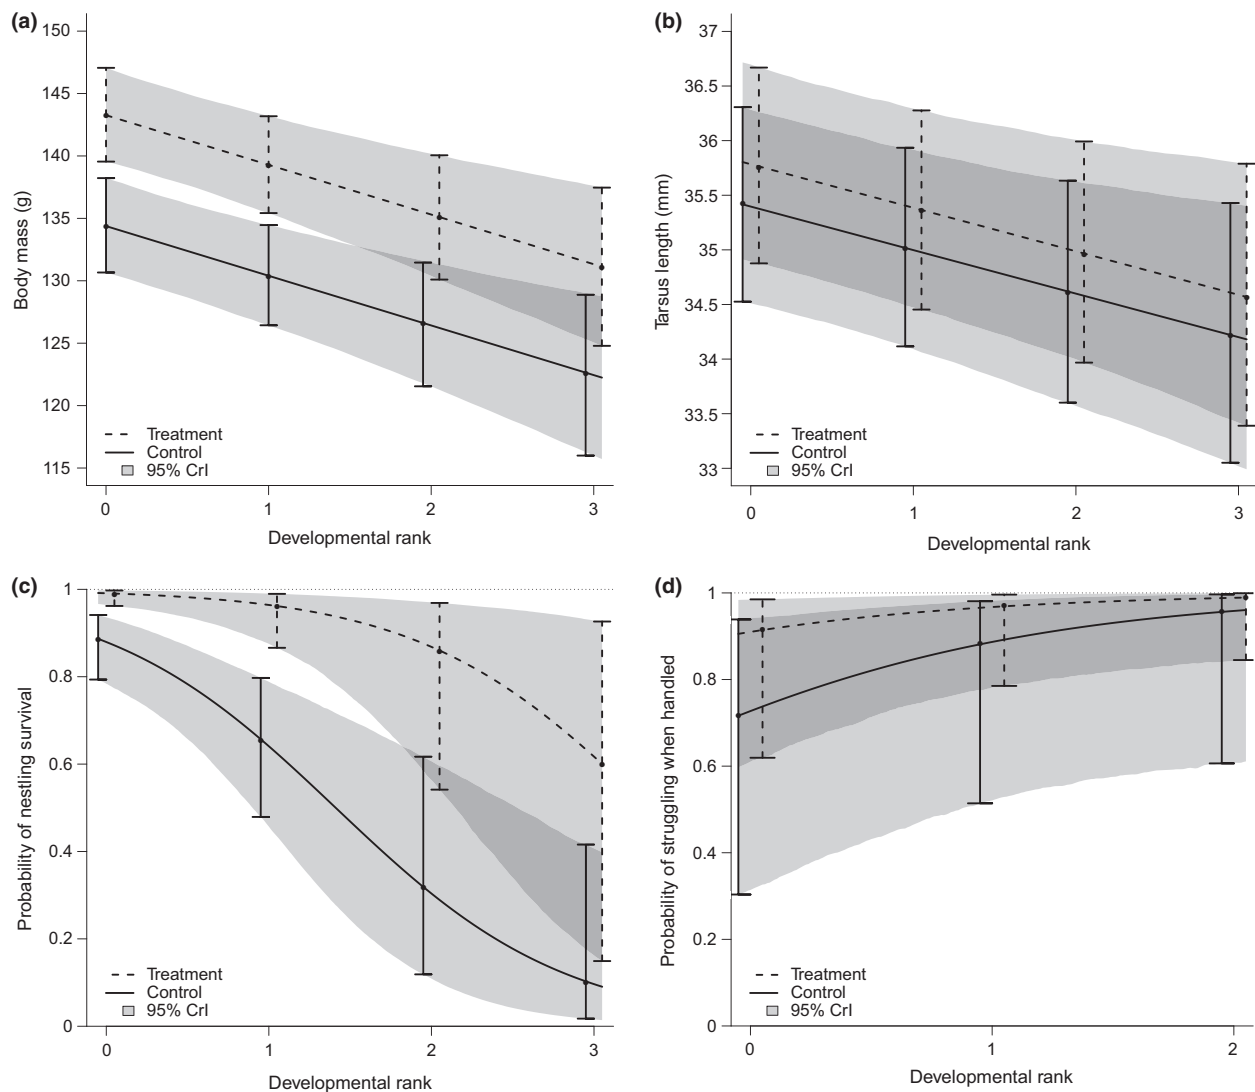 (a)
150
145
140
135
130
125
120
115
Body mass (g)
Treatment
Control
95% CrI
0 1 2 3
Developmental rank
(b)
37
36.5
36
35.5
35
34.5
34
33.5
33
Tarsus length (mm)
Treatment
Control
95% CrI
0 1 2 3
Developmental rank
(c)
1
0.8
0.6
0.4
0.2
0
Probability of nestling survival
Treatment
Control
95% CrI
0 1 2 3
Developmental rank
(d)
1
0.8
0.6
0.4
0.2
0
Probability of struggling when handled
Treatment
Control
95% CrI
0 1 2
Developmental rank